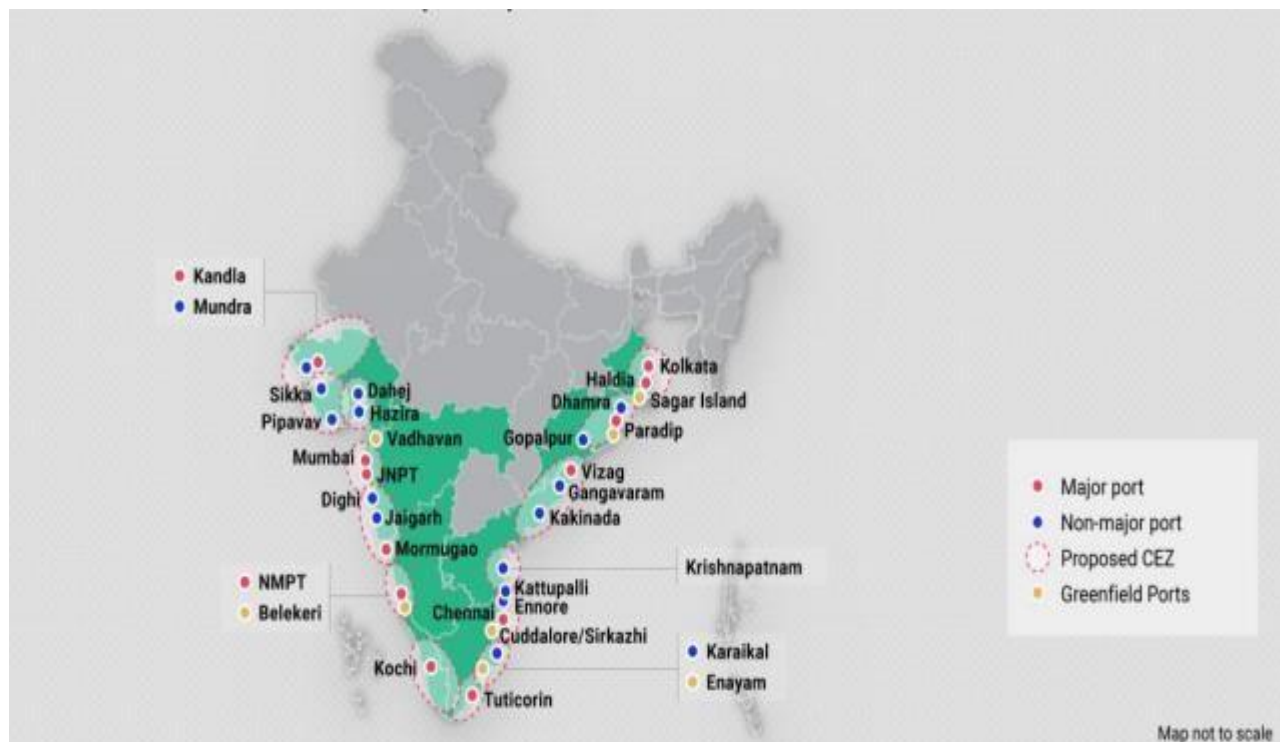 Kandla
Mundra
Sikka
Dahej
Hazira
Pipavav
Vadhavan
Mumbai
JNPT
Dighi
Jaigarh
Mormugao
NMPT
Belekeri
Kochi
Kolkata
Haldia
Sagar Island
Dhamra
Paradip
Gopalpur
Vizag
Gangavaram
Kakinada
Krishnapatnam
Kattupalli
Ennore
Chennai
Cuddalore/Sirkazhi
Karaikal
Enayam
Tuticorin
Major port
Non-major port
Proposed CEZ
Greenfield Ports
Map not to scale